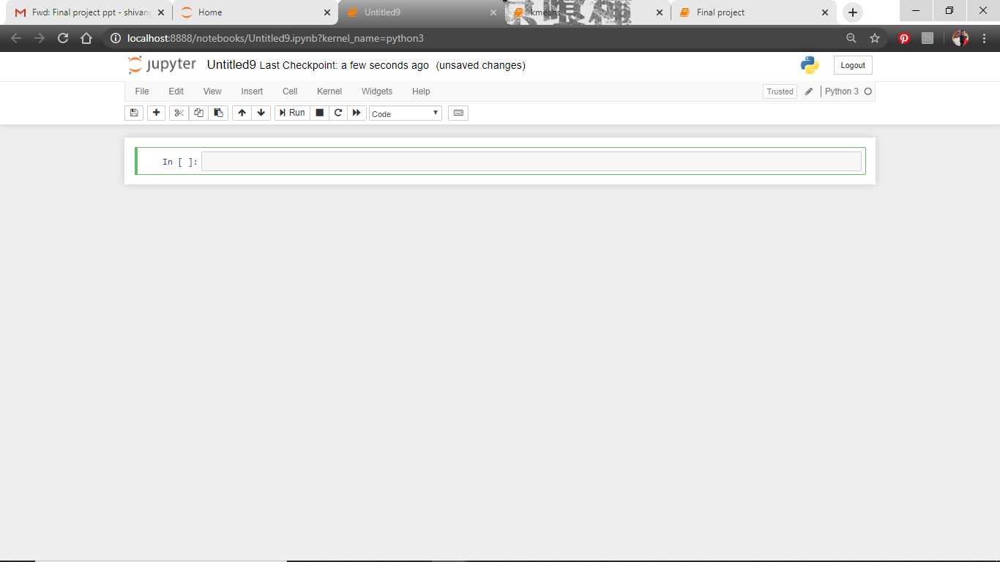 Fwd: Final project ppt - shivang
Home
Untitled9
kmeans
Final project
localhost:8888/notebooks/Untitled9.ipynb?kernel_name=python3
jupyter Untitled9 Last Checkpoint: a few seconds ago (unsaved changes)
Logout
File Edit View Insert Cell Kernel Widgets Help
Trusted Python 3
Run Code
In [ ]: